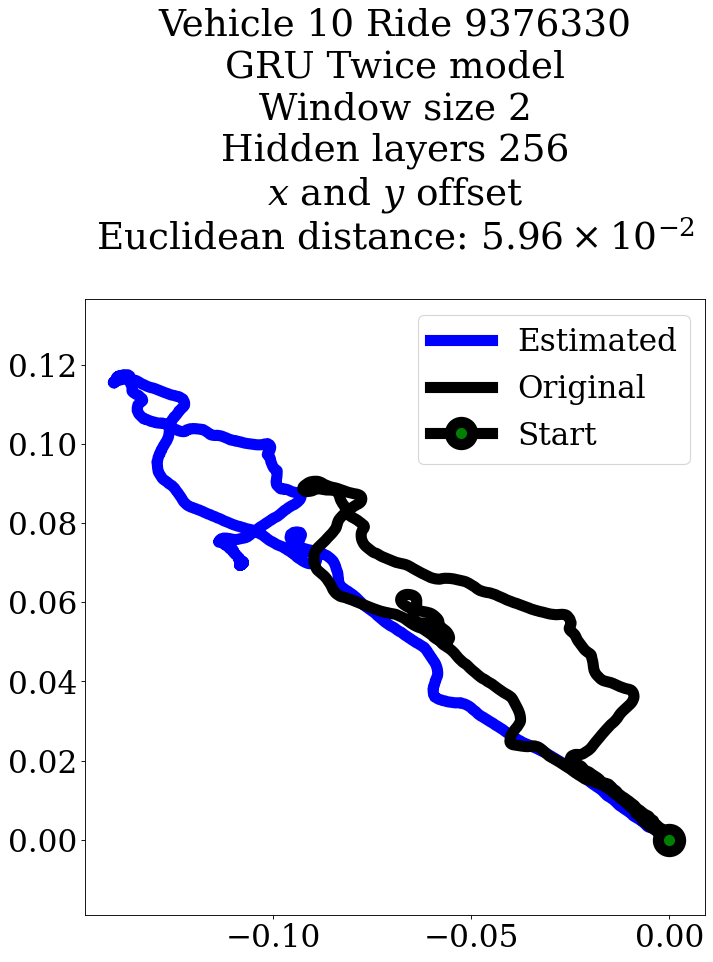 Vehicle 10 Ride 9376330
GRU Twice model
Window size 2
Hidden layers 256
x and y offset
Euclidean distance: 5.96 × 10⁻²
Estimated
Original
Start
0.12
0.10
0.08
0.06
0.04
0.02
0.00
−0.10
−0.05
0.00